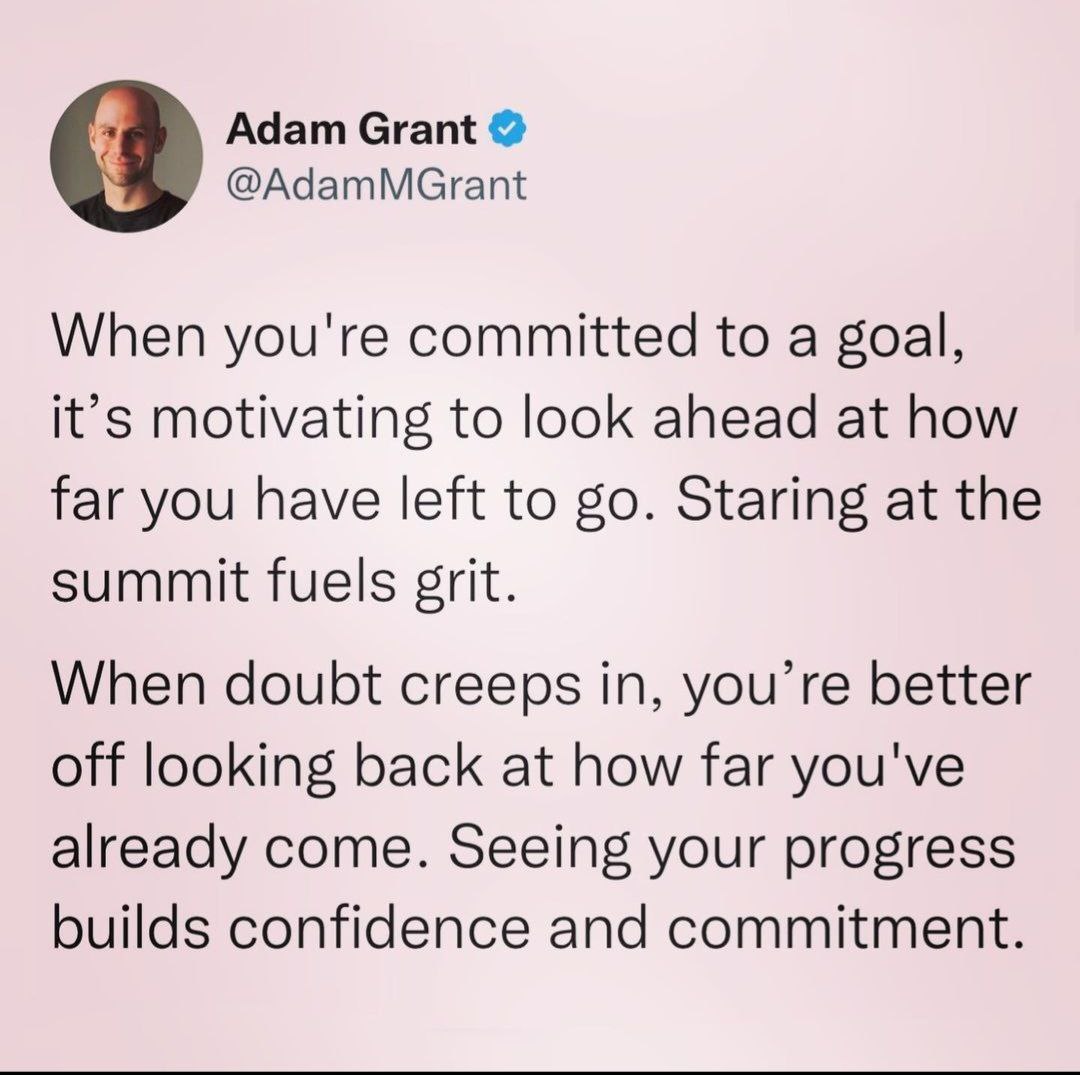 Adam Grant
@AdamMGrant
When you're committed to a goal,
it’s motivating to look ahead at how
far you have left to go. Staring at the
summit fuels grit.
When doubt creeps in, you’re better
off looking back at how far you've
already come. Seeing your progress
builds confidence and commitment.